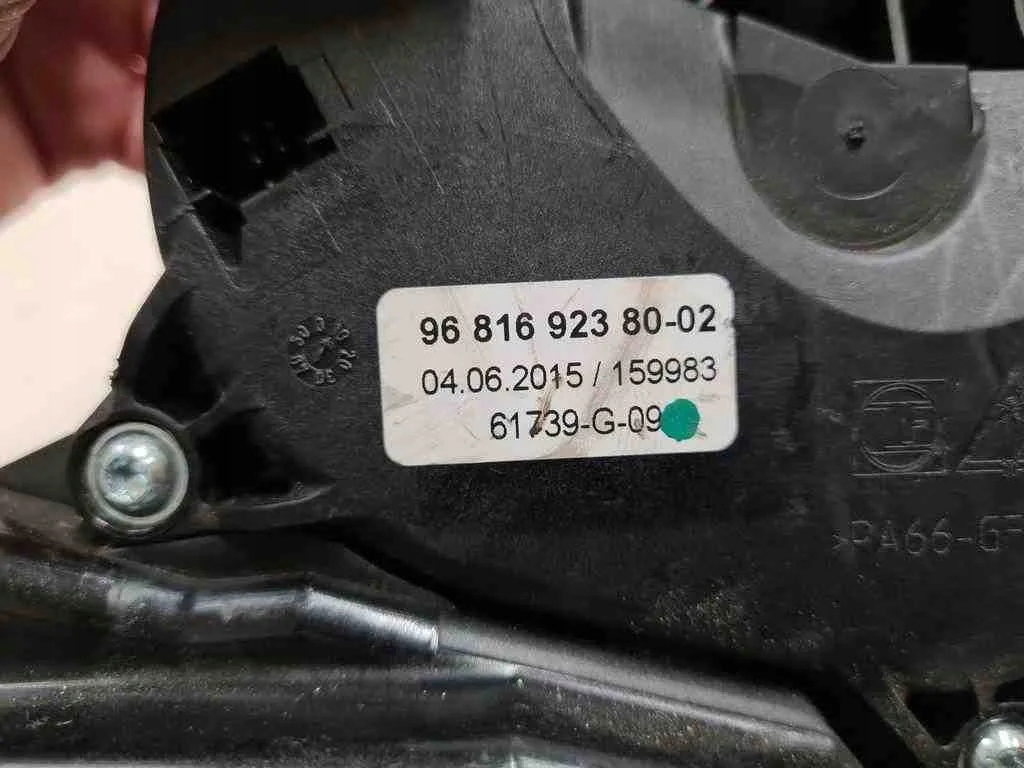 96 816 923 80-02
04.06.2015 / 159983
61739-G-09
>PA66-GF